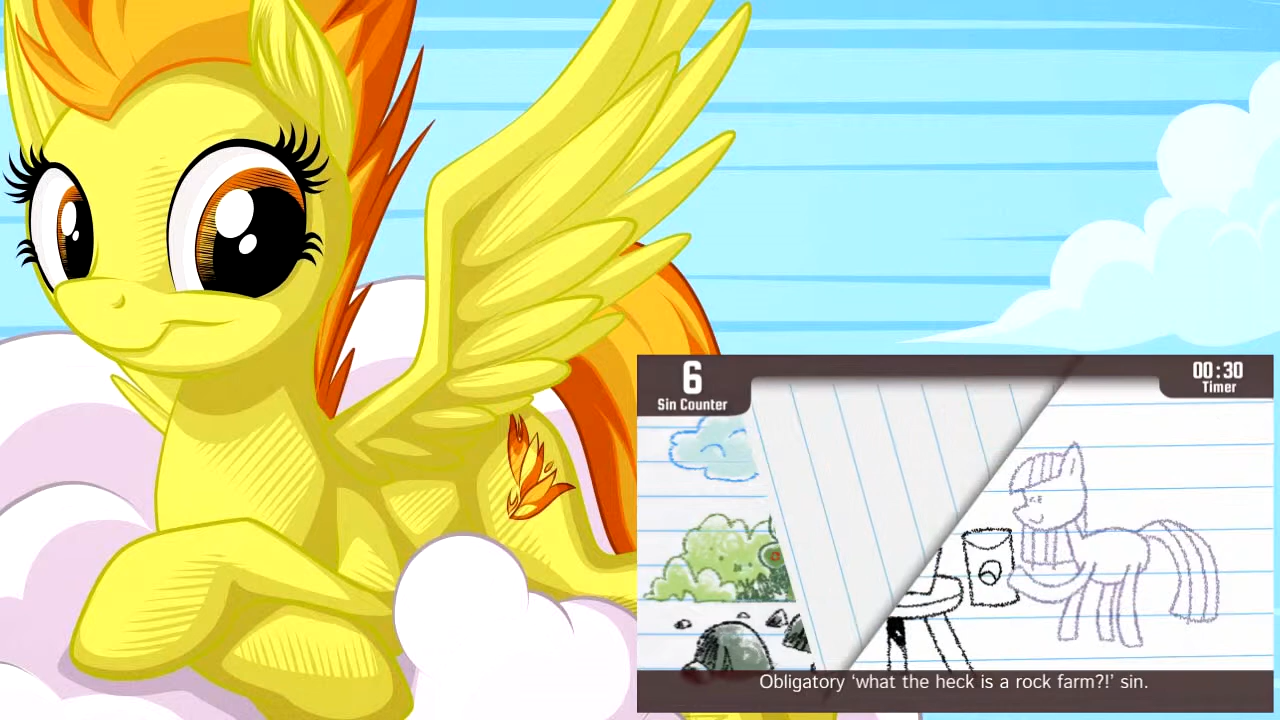 6
Sin Counter
00:30
Timer
Obligatory 'what the heck is a rock farm?!' sin.